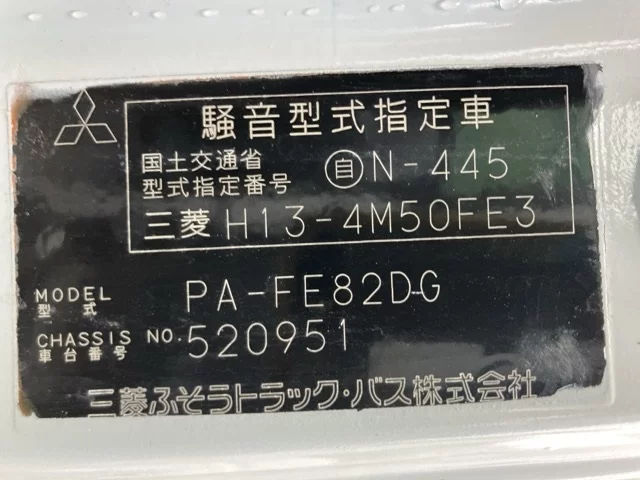 騒音型式指定車
国土交通省
型式指定番号 自N-445
三菱 H13-4M50FE3
MODEL
型式 PA-FE82DG
CHASSIS NO.
車台番号 520951
三菱ふそうトラック・バス株式会社